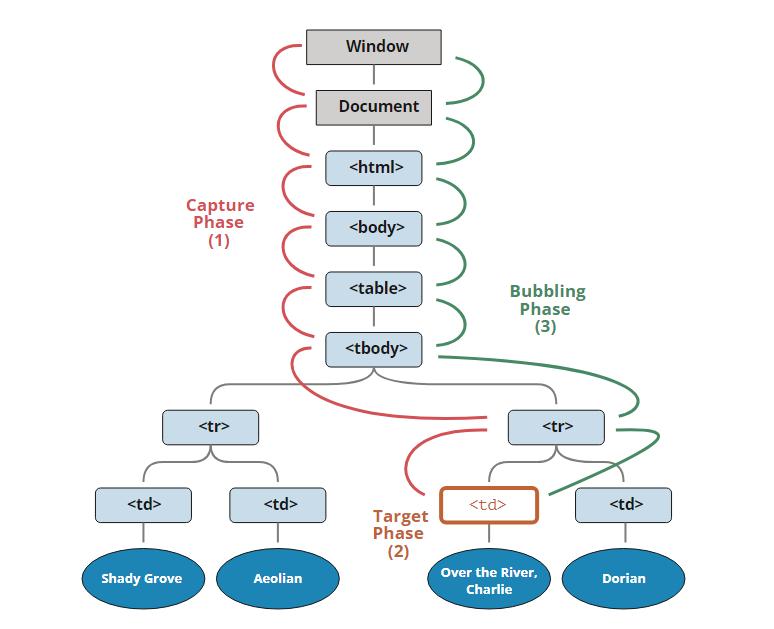 Window
Document
<html>
Capture
Phase
(1)
<body>
<table>
Bubbling
Phase
(3)
<tbody>
<tr>
<tr>
<td>
<td>
<td>
<td>
Target
Phase
(2)
Shady Grove
Aeolian
Over the River,
Charlie
Dorian